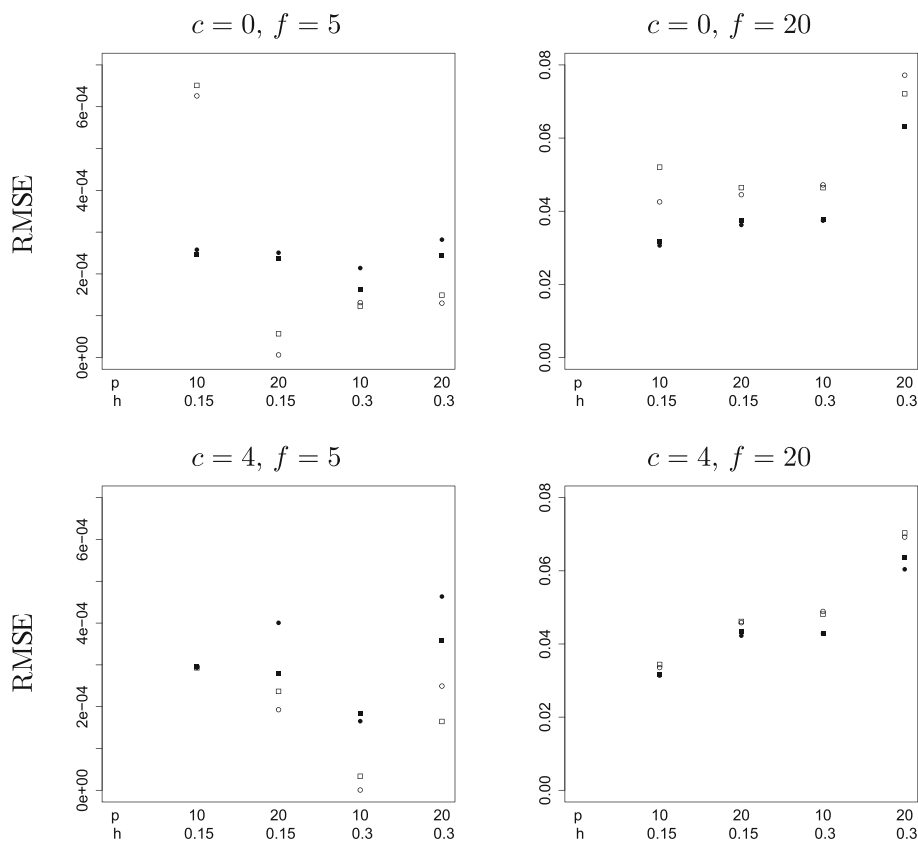 c = 0, f = 5
c = 0, f = 20
RMSE
0e+00 2e−04 4e−04 6e−04
p 10 20 10 20
h 0.15 0.15 0.3 0.3
0.00 0.02 0.04 0.06 0.08
p 10 20 10 20
h 0.15 0.15 0.3 0.3
c = 4, f = 5
c = 4, f = 20
RMSE
0e+00 2e−04 4e−04 6e−04
p 10 20 10 20
h 0.15 0.15 0.3 0.3
0.00 0.02 0.04 0.06 0.08
p 10 20 10 20
h 0.15 0.15 0.3 0.3